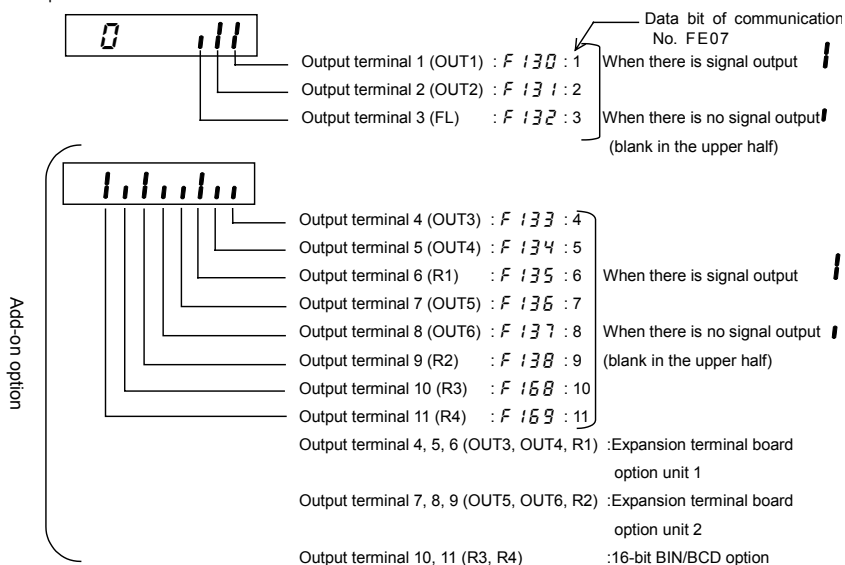 Data bit of communication
No. FE07
0 ,11
Output terminal 1 (OUT1) : F 130 : 1 When there is signal output
Output terminal 2 (OUT2) : F 131 : 2
Output terminal 3 (FL) : F 132 : 3 When there is no signal output
(blank in the upper half)
Output terminal 4 (OUT3) : F 133 : 4
Output terminal 5 (OUT4) : F 134 : 5
Output terminal 6 (R1) : F 135 : 6 When there is signal output
Output terminal 7 (OUT5) : F 136 : 7
Output terminal 8 (OUT6) : F 137 : 8 When there is no signal output
Output terminal 9 (R2) : F 138 : 9 (blank in the upper half)
Output terminal 10 (R3) : F 168 : 10
Output terminal 11 (R4) : F 169 : 11
Add-on option
Output terminal 4, 5, 6 (OUT3, OUT4, R1) :Expansion terminal board
option unit 1
Output terminal 7, 8, 9 (OUT5, OUT6, R2) :Expansion terminal board
option unit 2
Output terminal 10, 11 (R3, R4) :16-bit BIN/BCD option